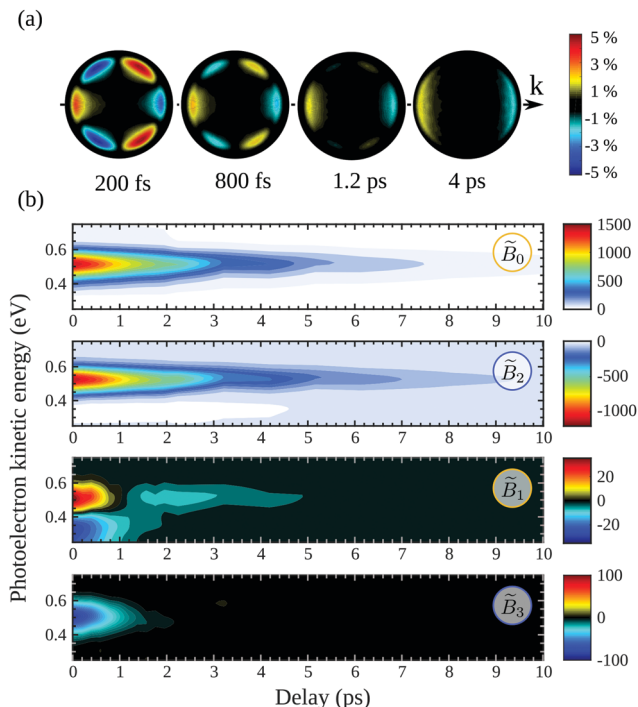 (a)
5 %
3 %
1 %
-1 %
-3 %
-5 %
k
200 fs
800 fs
1.2 ps
4 ps
(b)
Photoelectron kinetic energy (eV)
0.6
0.4
B̃₀
1500
1000
500
0
0 1 2 3 4 5 6 7 8 9 10
0.6
0.4
B̃₂
0
-500
-1000
0 1 2 3 4 5 6 7 8 9 10
0.6
0.4
B̃₁
20
0
-20
0 1 2 3 4 5 6 7 8 9 10
0.6
0.4
B̃₃
100
50
0
-50
-100
0 1 2 3 4 5 6 7 8 9 10
Delay (ps)